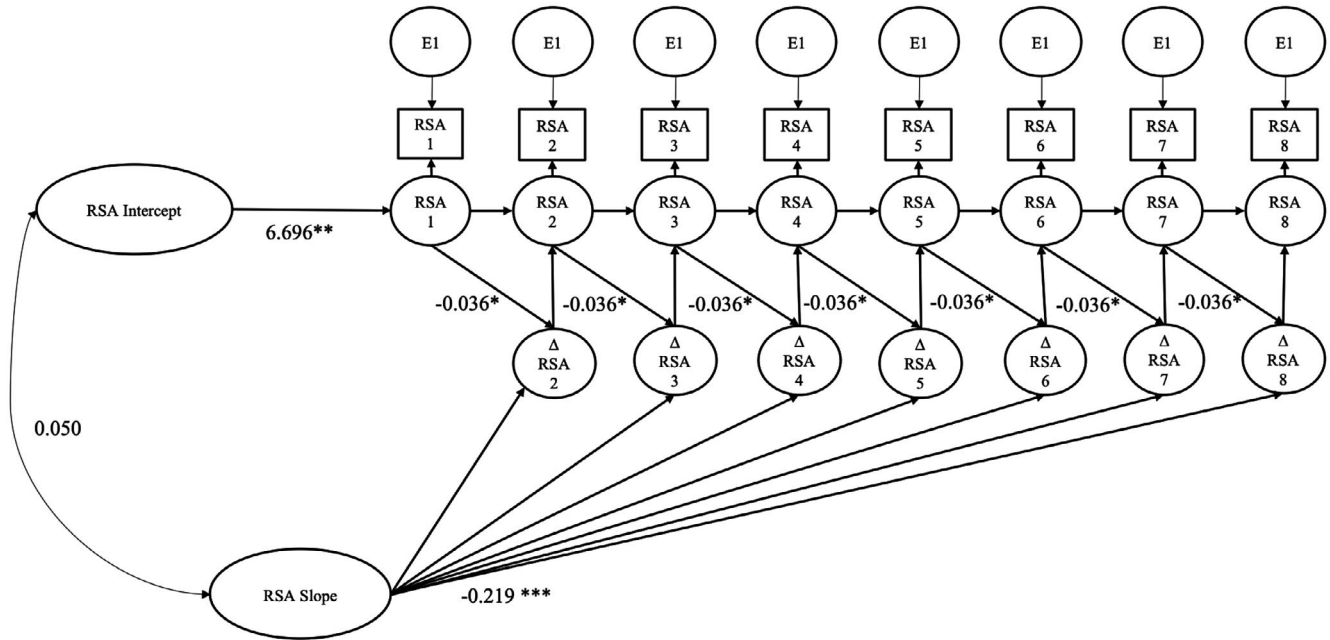 E1
E1
E1
E1
E1
E1
E1
E1
RSA
1
RSA
2
RSA
3
RSA
4
RSA
5
RSA
6
RSA
7
RSA
8
RSA Intercept
6.696**
RSA
1
RSA
2
RSA
3
RSA
4
RSA
5
RSA
6
RSA
7
RSA
8
-0.036*
-0.036*
-0.036*
-0.036*
-0.036*
-0.036*
-0.036*
Δ
RSA
2
Δ
RSA
3
Δ
RSA
4
Δ
RSA
5
Δ
RSA
6
Δ
RSA
7
Δ
RSA
8
0.050
RSA Slope
-0.219 ***